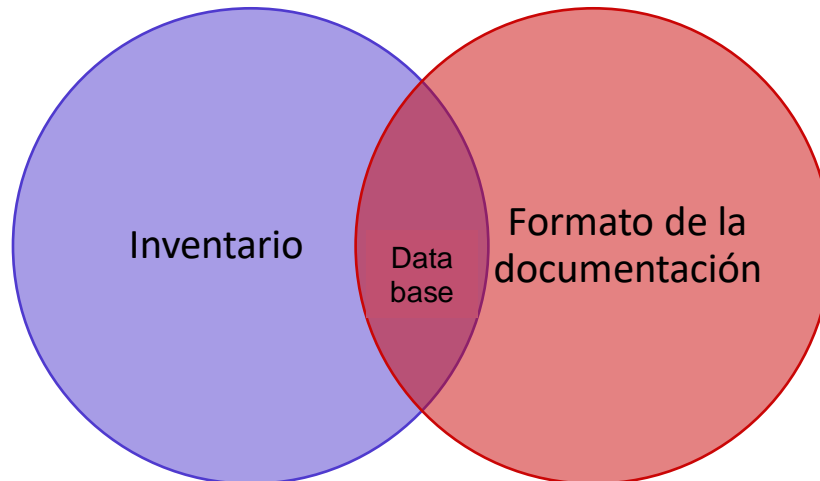 Inventario
Data
base
Formato de la
documentación